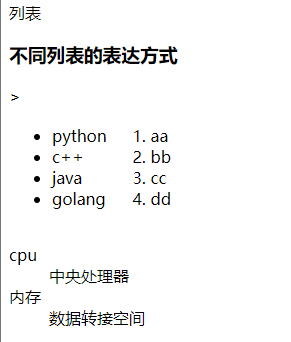 列表
不同列表的表达方式
>
• python 1. aa
• c++ 2. bb
• java 3. cc
• golang 4. dd
cpu
中央处理器
内存
数据转接空间